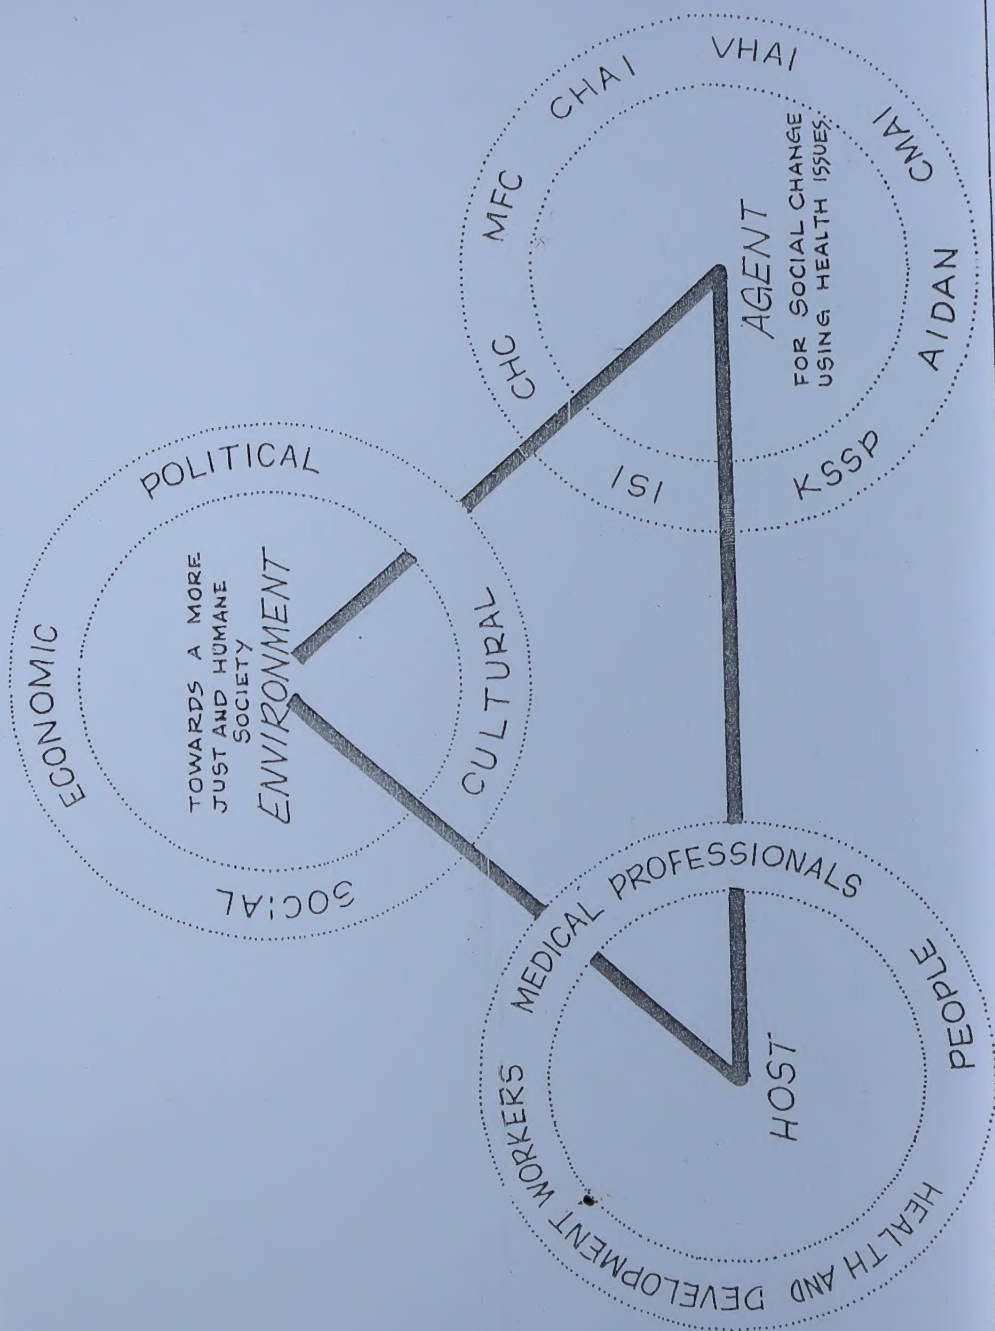 ECONOMIC
POLITICAL
SOCIAL
CULTURAL
TOWARDS A MORE
JUST AND HUMANE
SOCIETY
ENVIRONMENT
HEALTH AND DEVELOPMENT WORKERS
MEDICAL PROFESSIONALS
PEOPLE
HOST
ISI
CHC
MFC
CHAI
VHAI
CMAI
AIDAN
KSSP
AGENT
FOR SOCIAL CHANGE
USING HEALTH ISSUES.